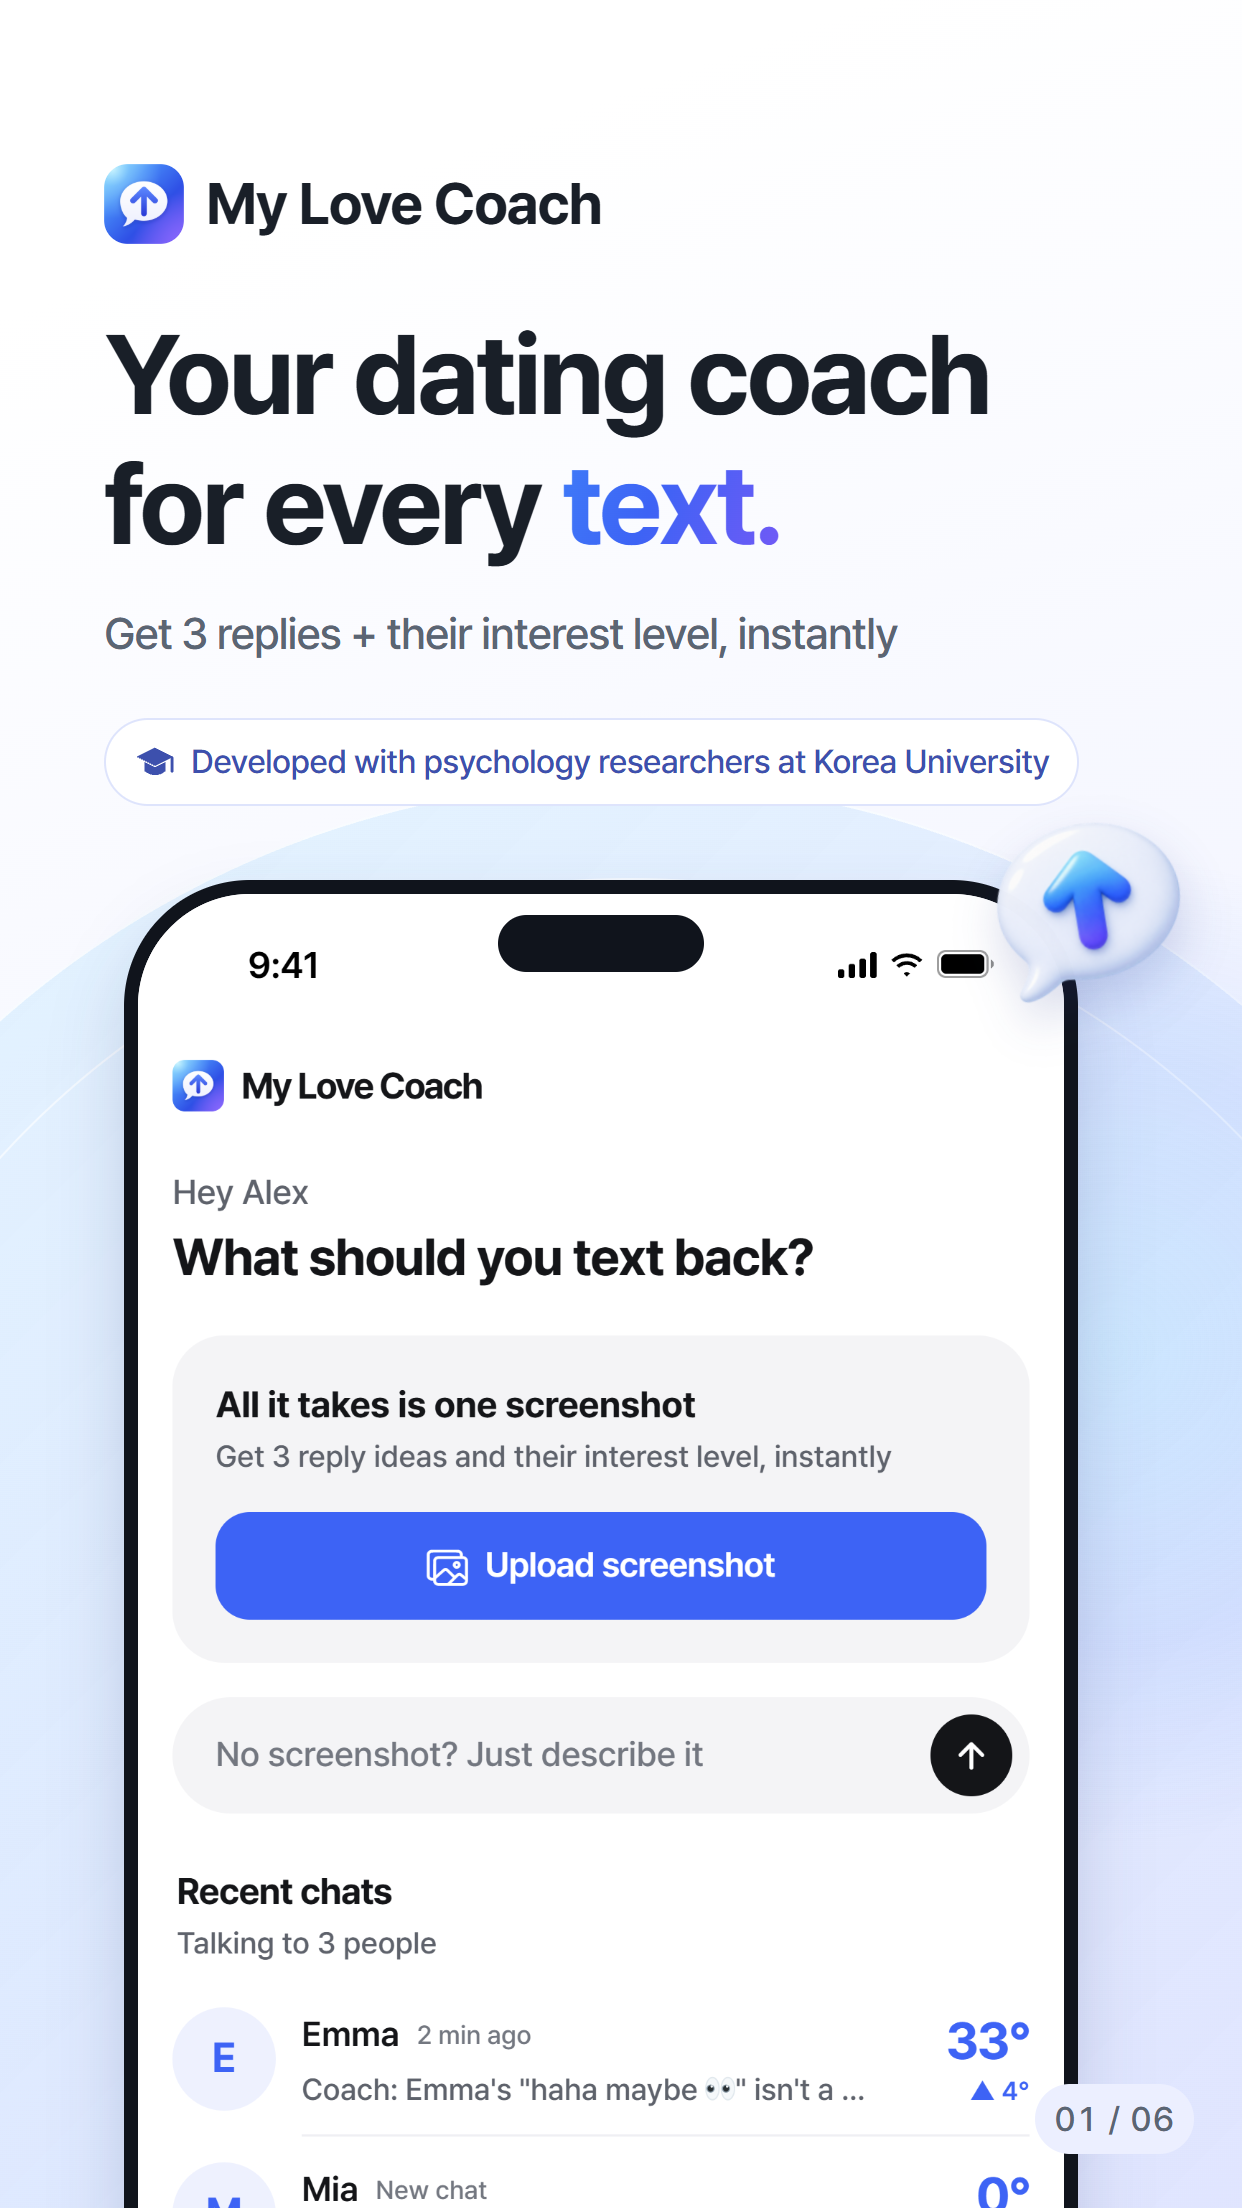 My Love Coach
Your dating coach
for every text.
Get 3 replies + their interest level, instantly
Developed with psychology researchers at Korea University
9:41
My Love Coach
Hey Alex
What should you text back?
All it takes is one screenshot
Get 3 reply ideas and their interest level, instantly
Upload screenshot
No screenshot? Just describe it
Recent chats
Talking to 3 people
E
Emma 2 min ago 33°
Coach: Emma's "haha maybe 👀" isn't a ... ▲ 4°
01 / 06
M
Mia New chat 0°